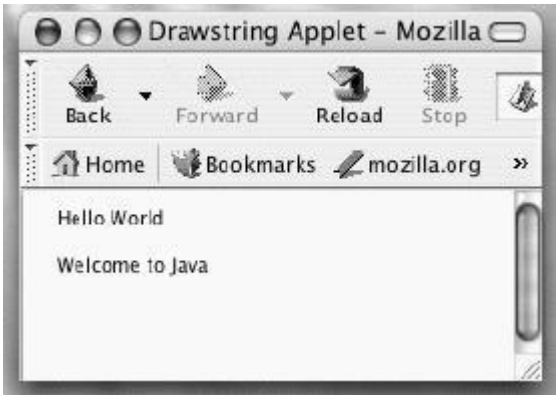 Drawstring Applet – Mozilla
Back Forward Reload Stop
Home Bookmarks mozilla.org »
Hello World
Welcome to Java